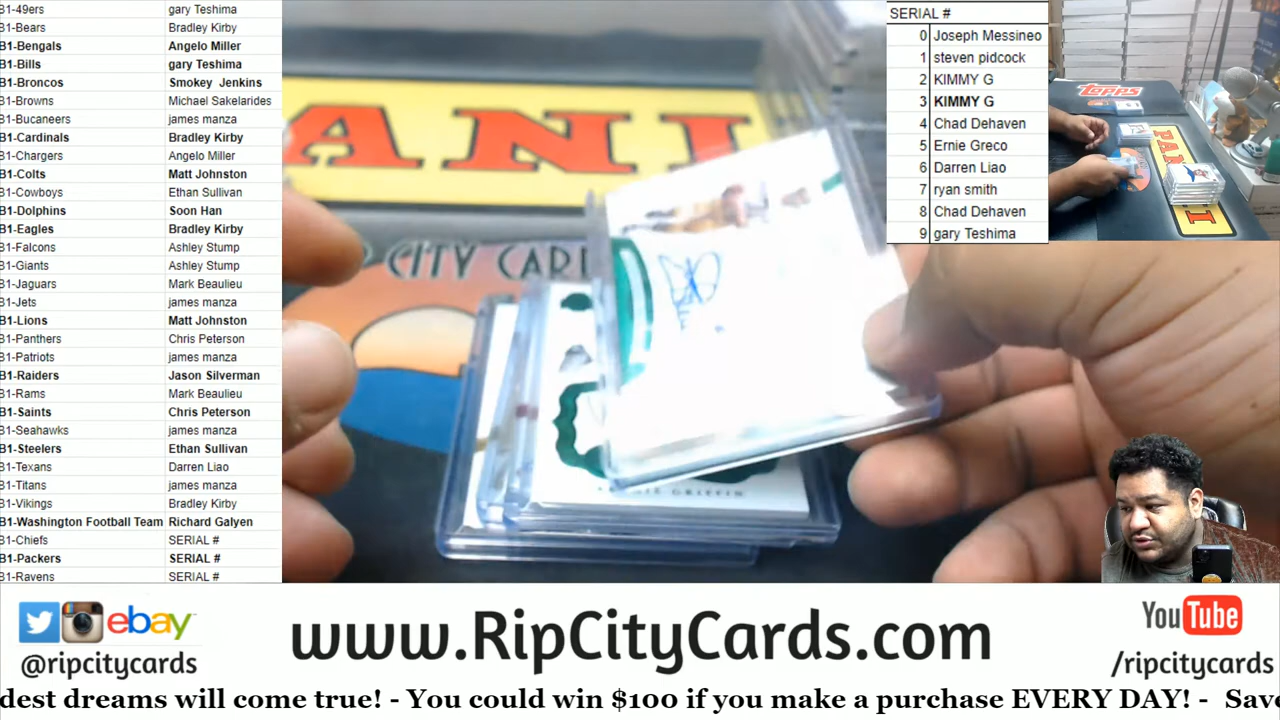 B1-49ers gary Teshima
B1-Bears Bradley Kirby
B1-Bengals Angelo Miller
B1-Bills gary Teshima
B1-Broncos Smokey Jenkins
B1-Browns Michael Sakelarides
B1-Bucaneers james manza
B1-Cardinals Bradley Kirby
B1-Chargers Angelo Miller
B1-Colts Matt Johnston
B1-Cowboys Ethan Sullivan
B1-Dolphins Soon Han
B1-Eagles Bradley Kirby
B1-Falcons Ashley Stump
B1-Giants Ashley Stump
B1-Jaguars Mark Beaulieu
B1-Jets james manza
B1-Lions Matt Johnston
B1-Panthers Chris Peterson
B1-Patriots james manza
B1-Raiders Jason Silverman
B1-Rams Mark Beaulieu
B1-Saints Chris Peterson
B1-Seahawks james manza
B1-Steelers Ethan Sullivan
B1-Texans Darren Liao
B1-Titans james manza
B1-Vikings Bradley Kirby
B1-Washington Football Team Richard Galyen
B1-Chiefs SERIAL #
B1-Packers SERIAL #
B1-Ravens SERIAL #
ANI
CITY CARD
GRIFFIN
SERIAL #
0 Joseph Messineo
1 steven pidcock
2 KIMMY G
3 KIMMY G
4 Chad Dehaven
5 Ernie Greco
6 Darren Liao
7 ryan smith
8 Chad Dehaven
9 gary Teshima
Topps
PA
I
ebay
@ripcitycards
www.RipCityCards.com
YouTube
/ripcitycards
dest dreams will come true! - You could win $100 if you make a purchase EVERY DAY! - Save